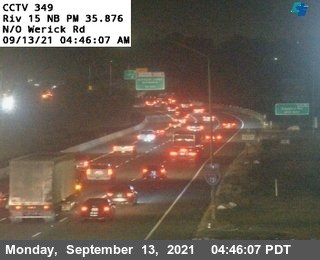 CCTV 349
Riv 15 NB PM 35.876
N/O Werick Rd
09/13/21 04:46:07 AM
Monday, September 13, 2021 04:46:07 PDT